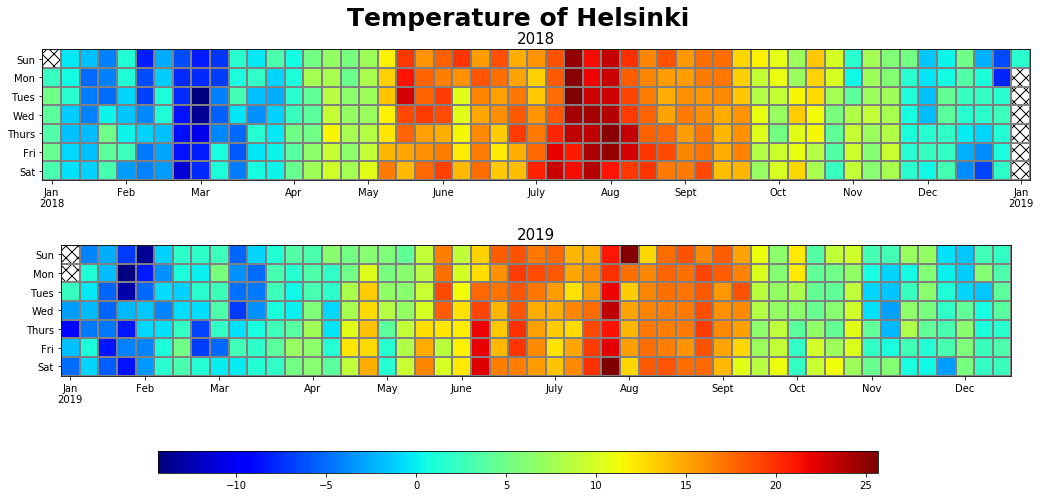 Temperature of Helsinki
2018
Sun
Mon
Tues
Wed
Thurs
Fri
Sat
Jan Feb Mar Apr May June July Aug Sept Oct Nov Dec Jan
2018 2019
2019
Sun
Mon
Tues
Wed
Thurs
Fri
Sat
Jan Feb Mar Apr May June July Aug Sept Oct Nov Dec
2019
−10 −5 0 5 10 15 20 25